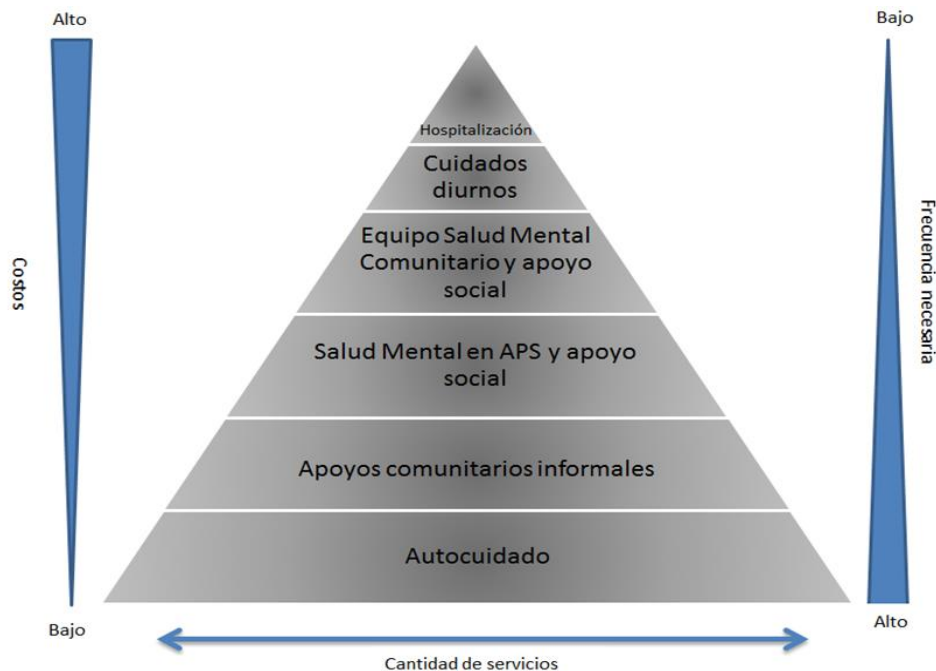 Alto
Bajo
Hospitalización
Cuidados
diurnos
Equipo Salud Mental
Comunitario y apoyo
social
Costos
Frecuencia necesaria
Salud Mental en APS y apoyo
social
Apoyos comunitarios informales
Autocuidado
Bajo
Alto
Cantidad de servicios